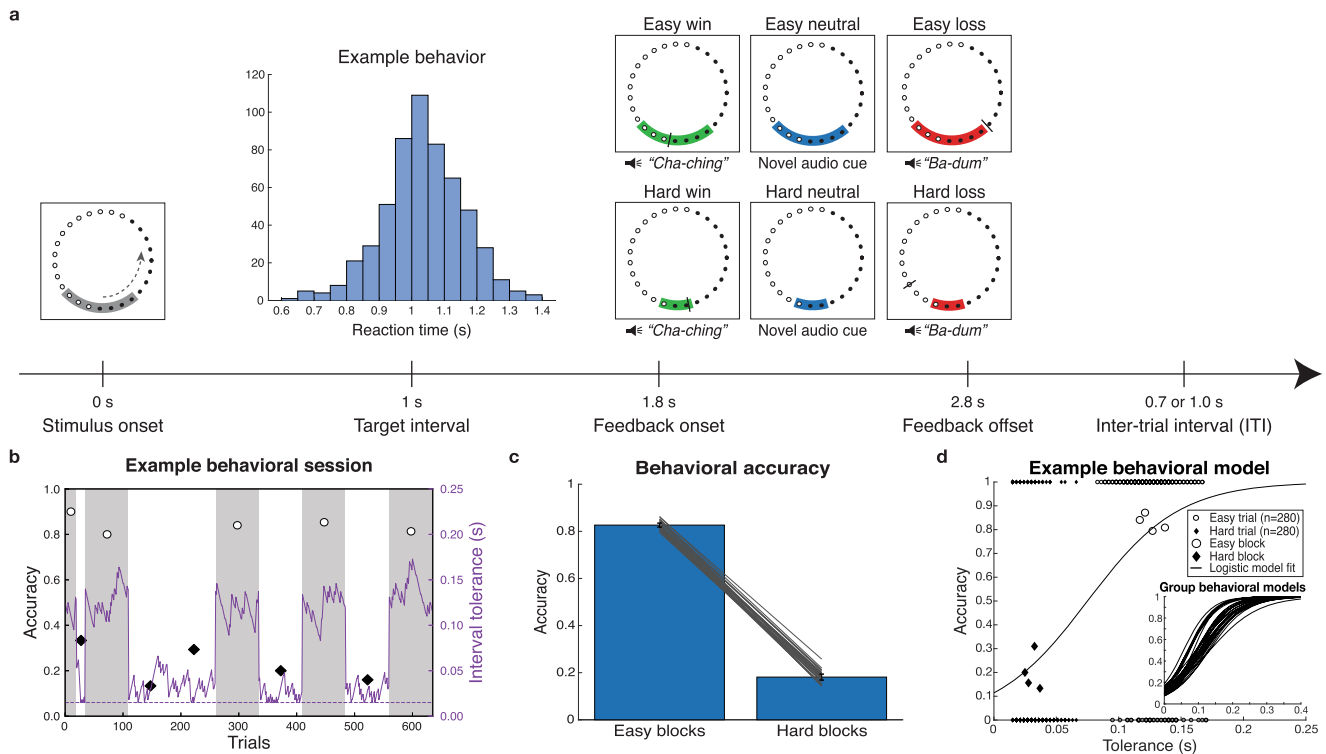 a
Example behavior
120
100
80
60
40
20
0
0.6 0.7 0.8 0.9 1 1.1 1.2 1.3 1.4
Reaction time (s)
Easy win
Easy neutral
Easy loss
"Cha-ching"
Novel audio cue
"Ba-dum"
Hard win
Hard neutral
Hard loss
"Cha-ching"
Novel audio cue
"Ba-dum"
0 s
Stimulus onset
1 s
Target interval
1.8 s
Feedback onset
2.8 s
Feedback offset
0.7 or 1.0 s
Inter-trial interval (ITI)
b
Example behavioral session
Accuracy
1.0
0.8
0.6
0.4
0.2
0.0
0 100 200 300 400 500 600
Trials
0.25
0.20
0.15
0.10
0.05
0.00
Interval tolerance (s)
c
Behavioral accuracy
Accuracy
1
0.8
0.6
0.4
0.2
0
Easy blocks
Hard blocks
d
Example behavioral model
Accuracy
1
0.9
0.8
0.7
0.6
0.5
0.4
0.3
0.2
0.1
0
0 0.05 0.1 0.15 0.2 0.25
Tolerance (s)
Easy trial (n=280)
Hard trial (n=280)
Easy block
Hard block
Logistic model fit
Group behavioral models
1
0.8
0.6
0.4
0.2
0
0 0.1 0.2 0.3 0.4